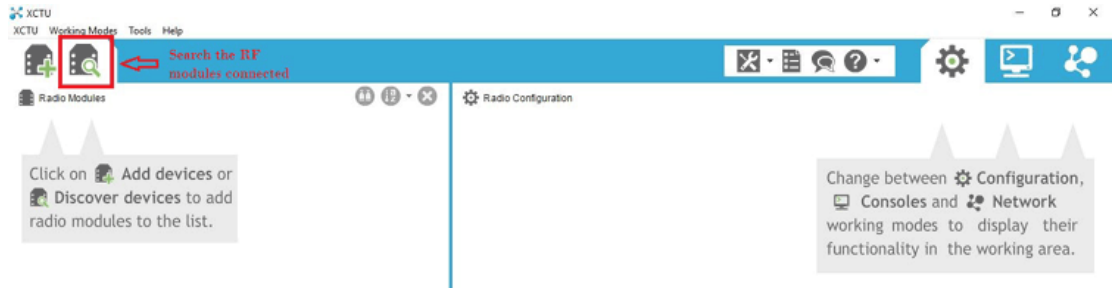 XCTU
XCTU Working Modes Tools Help
Search the RF
modules connected
Radio Modules
Radio Configuration
Click on Add devices or
Discover devices to add
radio modules to the list.
Change between Configuration,
Consoles and Network
working modes to display their
functionality in the working area.